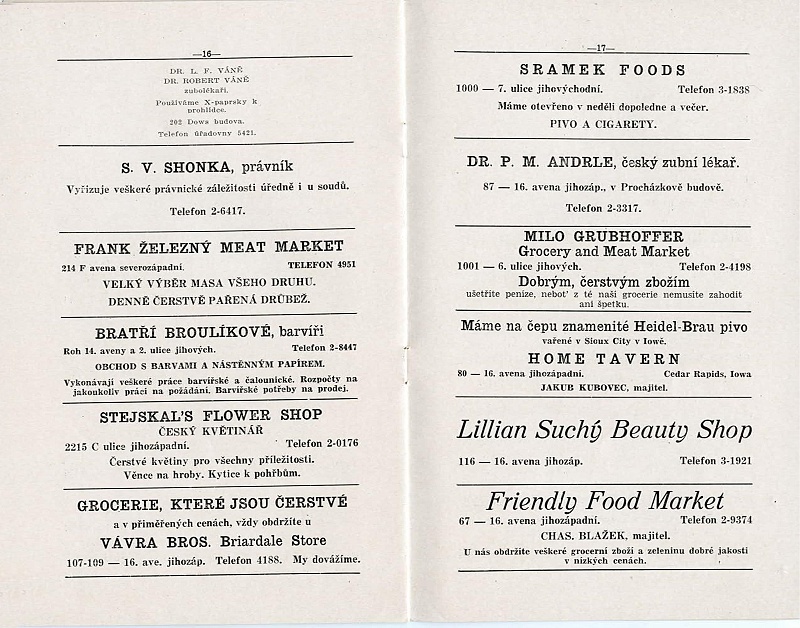 —16—
DR. L. F. VÁNĚ
DR. ROBERT VÁNĚ
zubolékaři.
Používáme X-paprsky k
prohlídce.
202 Dows budova.
Telefon úřadovny 5421.
S. V. SHONKA, právník
Vyřizuje veškeré právnické záležitosti úředně i u soudů.
Telefon 2-6417.
FRANK ŽELEZNÝ MEAT MARKET
214 F avena severozápadní. TELEFON 4951
VELKÝ VÝBĚR MASA VŠEHO DRUHU.
DENNĚ ČERSTVĚ PAŘENÁ DRŮBEŽ.
BRATŘÍ BROULÍKOVÉ, barvíři
Roh 14. aveny a 2. ulice jihových. Telefon 2-8447
OBCHOD S BARVAMI A NÁSTĚNNÝM PAPÍREM.
Vykonávají veškeré práce barvířské a čalounické. Rozpočty na
jakoukoliv práci na požádání. Barvířské potřeby na prodej.
STEJSKAL'S FLOWER SHOP
ČESKÝ KVĚTINÁŘ
2215 C ulice jihozápadní. Telefon 2-0176
Čerstvé květiny pro všechny příležitosti.
Věnce na hroby. Kytice k pohřbům.
GROCERIE, KTERÉ JSOU ČERSTVÉ
a v přiměřených cenách, vždy obdržíte u
VÁVRA BROS. Briardale Store
107-109 — 16. ave. jihozáp. Telefon 4188. My dovážíme.
—17—
SRAMEK FOODS
1000 — 7. ulice jihovýchodní. Telefon 3-1838
Máme otevřeno v neděli dopoledne a večer.
PIVO A CIGARETY.
DR. P. M. ANDRLE, český zubní lékař.
87 — 16. avena jihozáp., v Procházkově budově.
Telefon 2-3317.
MILO GRUBHOFFER
Grocery and Meat Market
1001 — 6. ulice jihových. Telefon 2-4198
Dobrým, čerstvým zbožím
ušetříte peníze, nebot' z té naší grocerie nemusíte zahodit
ani špetku.
Máme na čepu znamenité Heidel-Brau pivo
vařené v Sioux City v Iowě.
HOME TAVERN
80 — 16. avena jihozápadní. Cedar Rapids, Iowa
JAKUB KUBOVEC, majitel.
Lillian Suchý Beauty Shop
116 — 16. avena jihozáp. Telefon 3-1921
Friendly Food Market
67 — 16. avena jihozápadní. Telefon 2-9374
CHAS. BLAŽEK, majitel.
U nás obdržíte veškeré grocerní zboží a zeleninu dobré jakosti
v nízkých cenách.